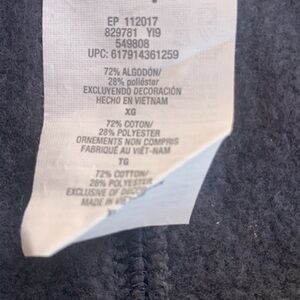 EP 112017
829781 YI9
549808
UPC: 617914361259
72% ALGODÓN/
28% poliéster
EXCLUYENDO DECORACIÓN
HECHO EN VIETNAM
XG
72% COTON/
28% POLYESTER
ORNEMENTS NON COMPRIS
FABRIQUÉ AU VIÊT-NAM
TG
72% COTTON/
28% POLYESTER
EXCLUSIVE OF
MADE IN